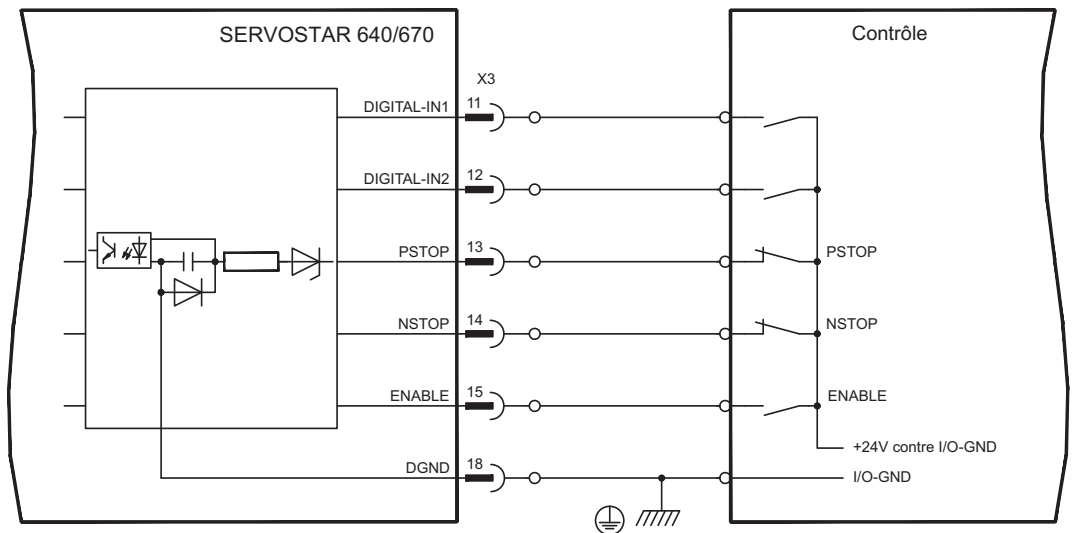 SERVOSTAR 640/670
Contrôle
X3
DIGITAL-IN1 11
DIGITAL-IN2 12
PSTOP 13 PSTOP
NSTOP 14 NSTOP
ENABLE 15 ENABLE
+24V contre I/O-GND
DGND 18 I/O-GND